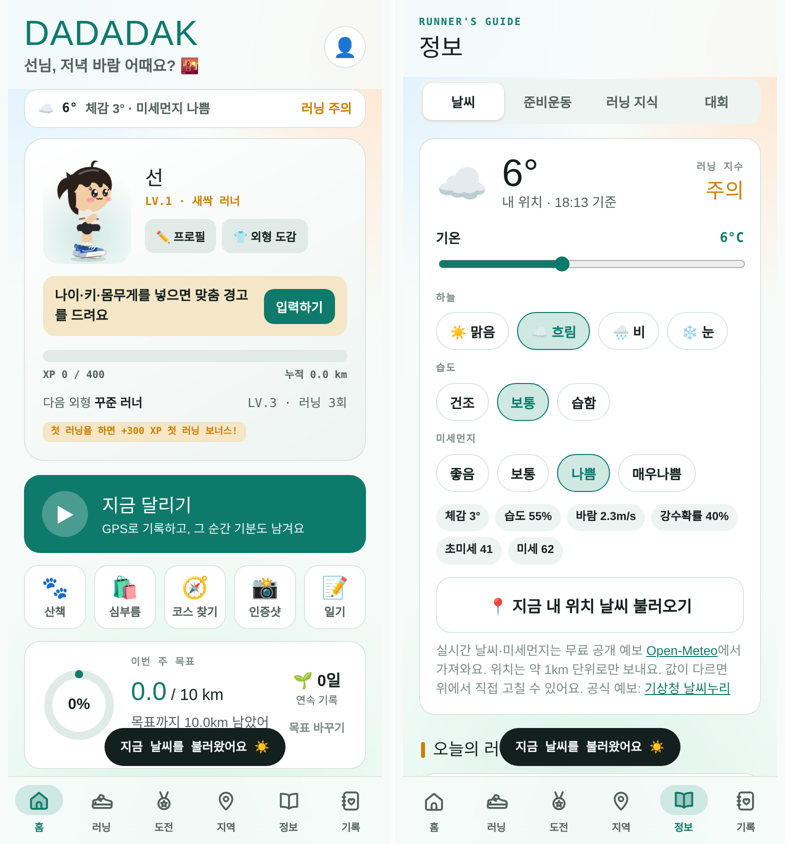 DADADAK
선님, 저녁 바람 어때요?
6° 체감 3° · 미세먼지 나쁨
러닝 주의
선
LV.1 · 새싹 러너
프로필
외형 도감
나이·키·몸무게를 넣으면 맞춤 경고
를 드려요
입력하기
XP 0 / 400
누적 0.0 km
다음 외형 꾸준 러너
LV.3 · 러닝 3회
첫 러닝을 하면 +300 XP 첫 러닝 보너스!
지금 달리기
GPS로 기록하고, 그 순간 기분도 남겨요
산책
심부름
코스 찾기
인증샷
일기
이번 주 목표
0%
0.0 / 10 km
목표까지 10.0km 남았어
0일
연속 기록
목표 바꾸기
지금 날씨를 불러왔어요
홈
러닝
도전
지역
정보
기록
RUNNER'S GUIDE
정보
날씨
준비운동
러닝 지식
대회
6°
내 위치 · 18:13 기준
러닝 지수
주의
기온
6°C
하늘
맑음
흐림
비
눈
습도
건조
보통
습함
미세먼지
좋음
보통
나쁨
매우나쁨
체감 3°
습도 55%
바람 2.3m/s
강수확률 40%
초미세 41
미세 62
지금 내 위치 날씨 불러오기
실시간 날씨·미세먼지는 무료 공개 예보 Open-Meteo에서
가져와요. 위치는 약 1km 단위로만 보내요. 값이 다르면
위에서 직접 고칠 수 있어요. 공식 예보: 기상청 날씨누리
오늘의 러
지금 날씨를 불러왔어요
홈
러닝
도전
지역
정보
기록